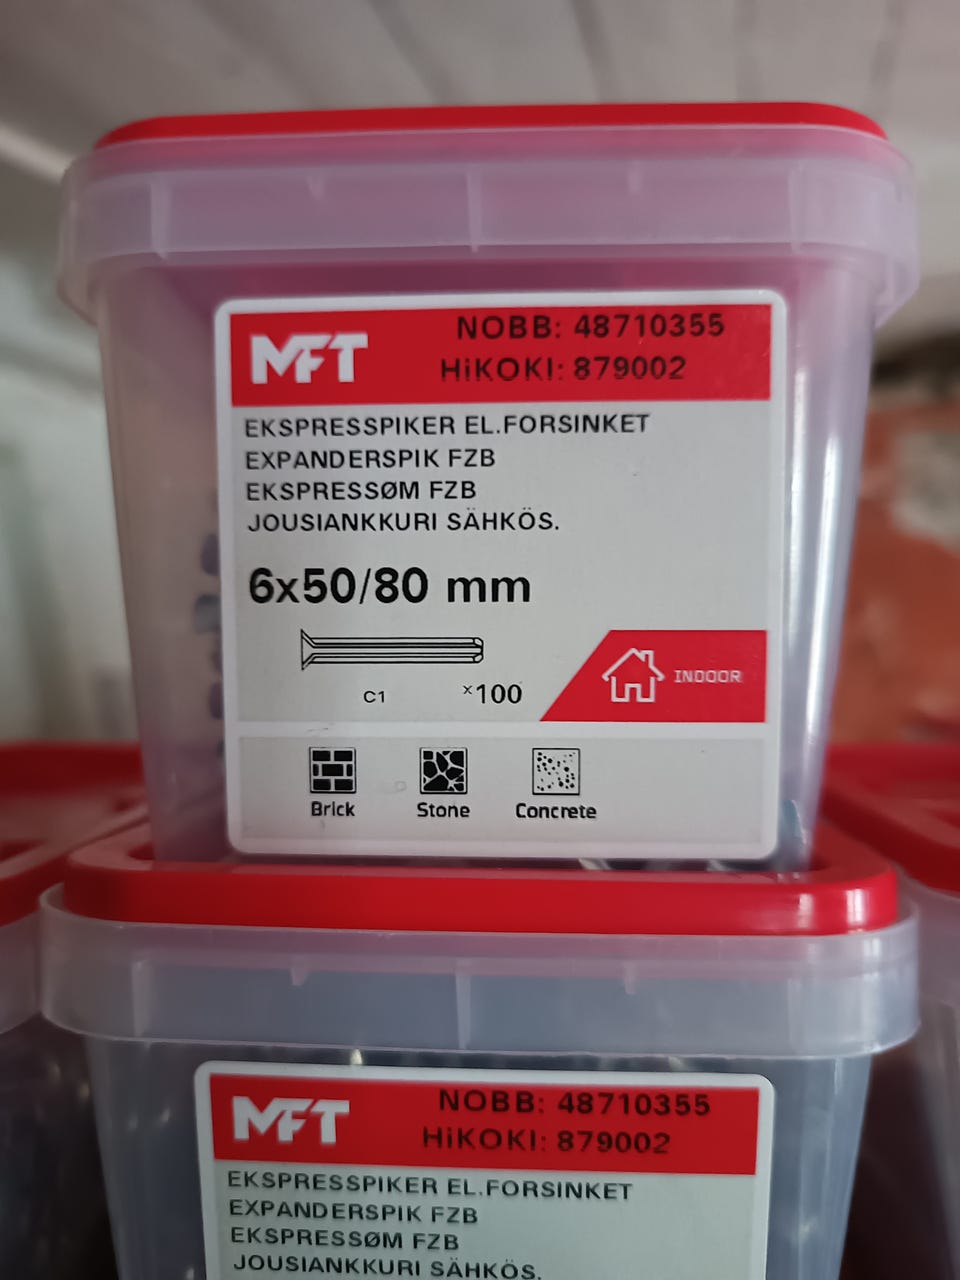 MFT
NOBB: 48710355
HiKOKI: 879002
EKSPRESSPIKER EL.FORSINKET
EXPANDERSPIK FZB
EKSPRESSØM FZB
JOUSIANKKURI SÄHKÖS.
6x50/80 mm
C1
x100
INDOOR
Brick
Stone
Concrete
MFT
NOBB: 48710355
HiKOKI: 879002
EKSPRESSPIKER EL.FORSINKET
EXPANDERSPIK FZB
EKSPRESSØM FZB
JOUSIANKKURI SÄHKÖS.